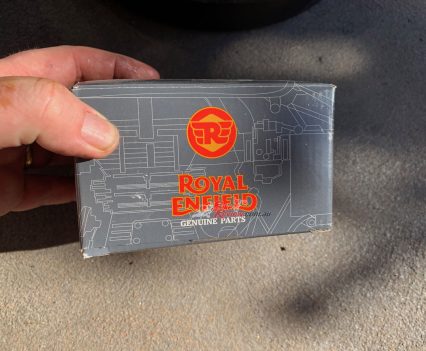 R
ROYAL
ENFIELD
GENUINE PARTS